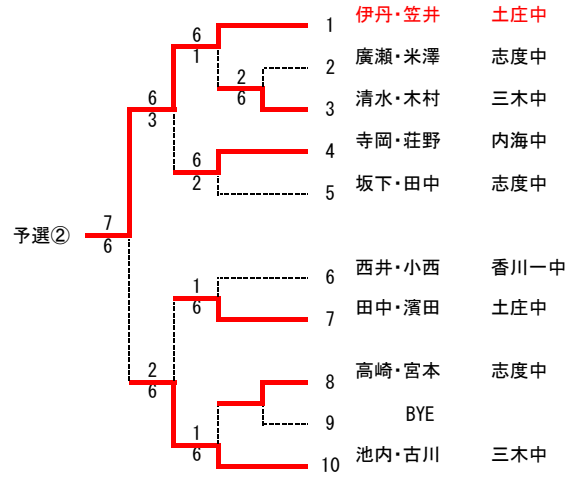 6
1
1 伊丹・笠井 土庄中
2 廣瀬・米澤 志度中
2
6
3 清水・木村 三木中
6
3
4 寺岡・荘野 内海中
6
2
5 坂下・田中 志度中
予選②
7
6
6 西井・小西 香川一中
1
6
7 田中・濱田 土庄中
8 高崎・宮本 志度中
2
6
9 BYE
1
6
10 池内・古川 三木中